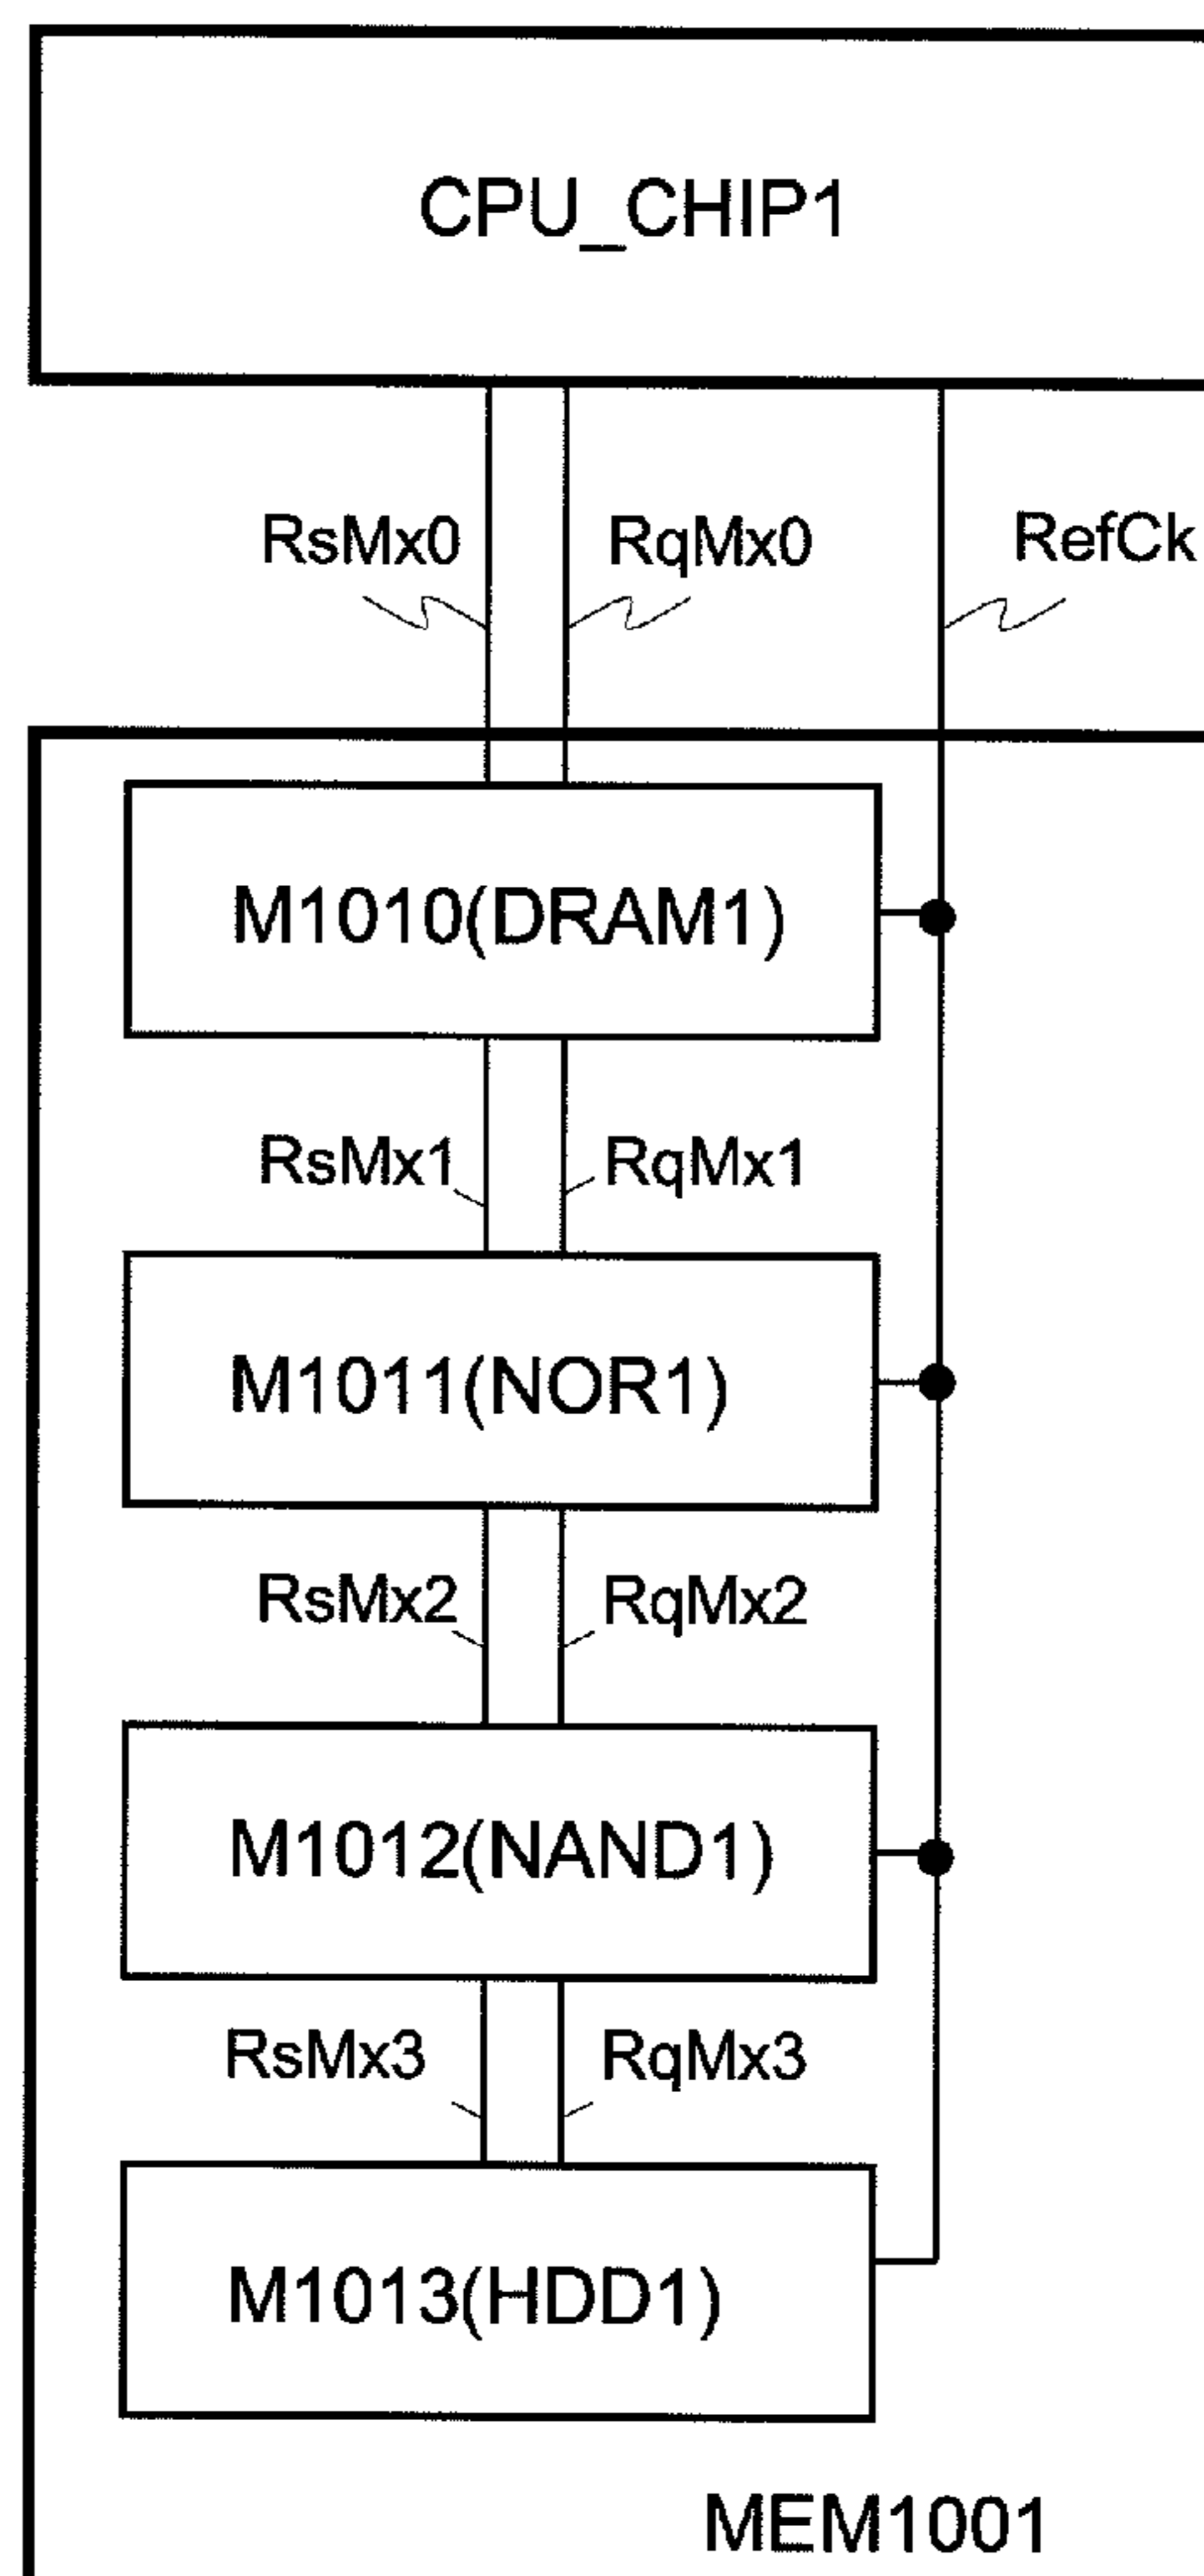 CPU_CHIP1
RsMx0 RqMx0 RefCk
M1010(DRAM1)
RsMx1 RqMx1
M1011(NOR1)
RsMx2 RqMx2
M1012(NAND1)
RsMx3 RqMx3
M1013(HDD1)
MEM1001